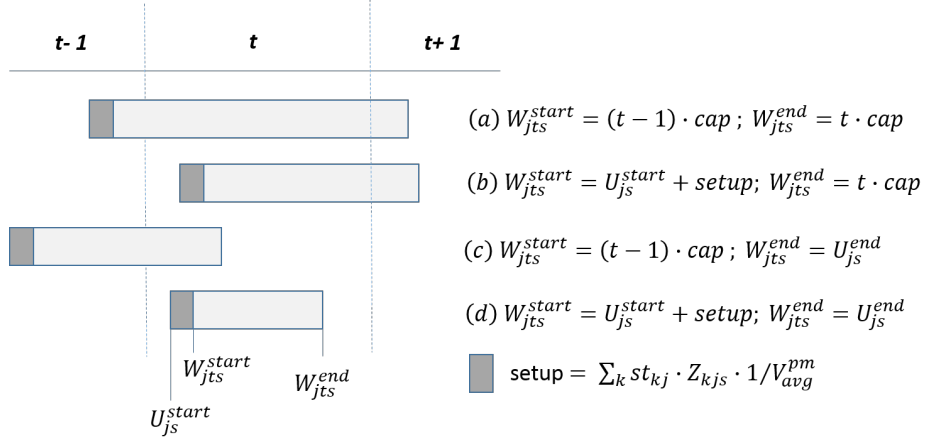 t- 1 t t+ 1
(a) W_{jts}^{start} = (t − 1) · cap ; W_{jts}^{end} = t · cap
(b) W_{jts}^{start} = U_{js}^{start} + setup; W_{jts}^{end} = t · cap
(c) W_{jts}^{start} = (t − 1) · cap ; W_{jts}^{end} = U_{js}^{end}
(d) W_{jts}^{start} = U_{js}^{start} + setup; W_{jts}^{end} = U_{js}^{end}
W_{jts}^{start} W_{jts}^{end}
U_{js}^{start}
setup = ∑_k st_{kj} · Z_{kjs} · 1/V_{avg}^{pm}